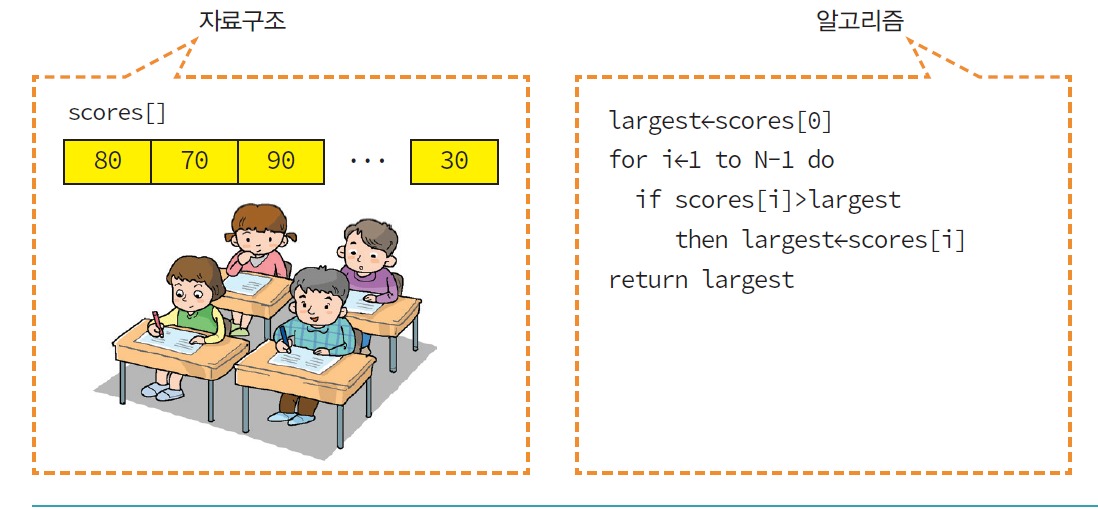 자료구조
알고리즘
scores[]
80 70 90 ··· 30
largest←scores[0]
for i←1 to N-1 do
if scores[i]>largest
then largest←scores[i]
return largest